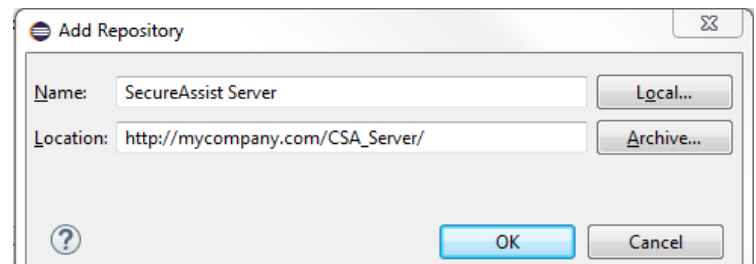 Add Repository
Name: SecureAssist Server Local...
Location: http://mycompany.com/CSA_Server/ Archive...
? OK Cancel